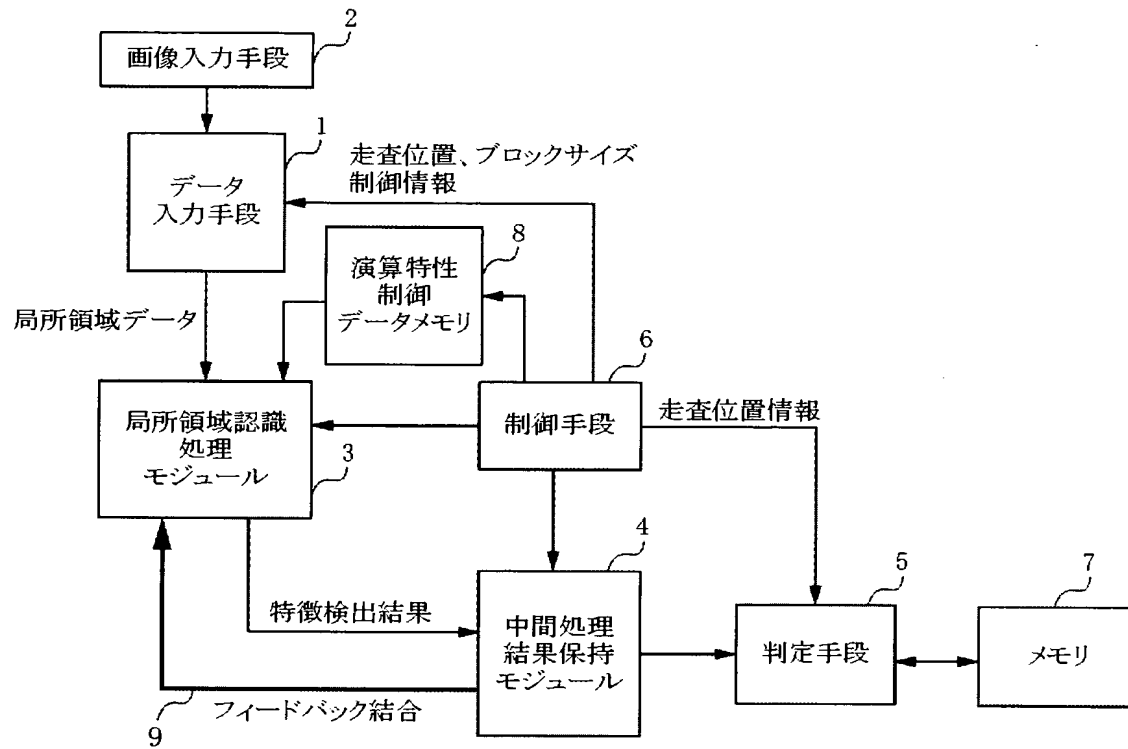 2
画像入力手段
1
データ
入力手段
走査位置、ブロックサイズ
制御情報
8
演算特性
制御
データメモリ
局所領域データ
6
制御手段
走査位置情報
局所領域認識
処理
モジュール
3
4
5
7
特徴検出結果
中間処理
結果保持
モジュール
判定手段
メモリ
フィードバック結合
9